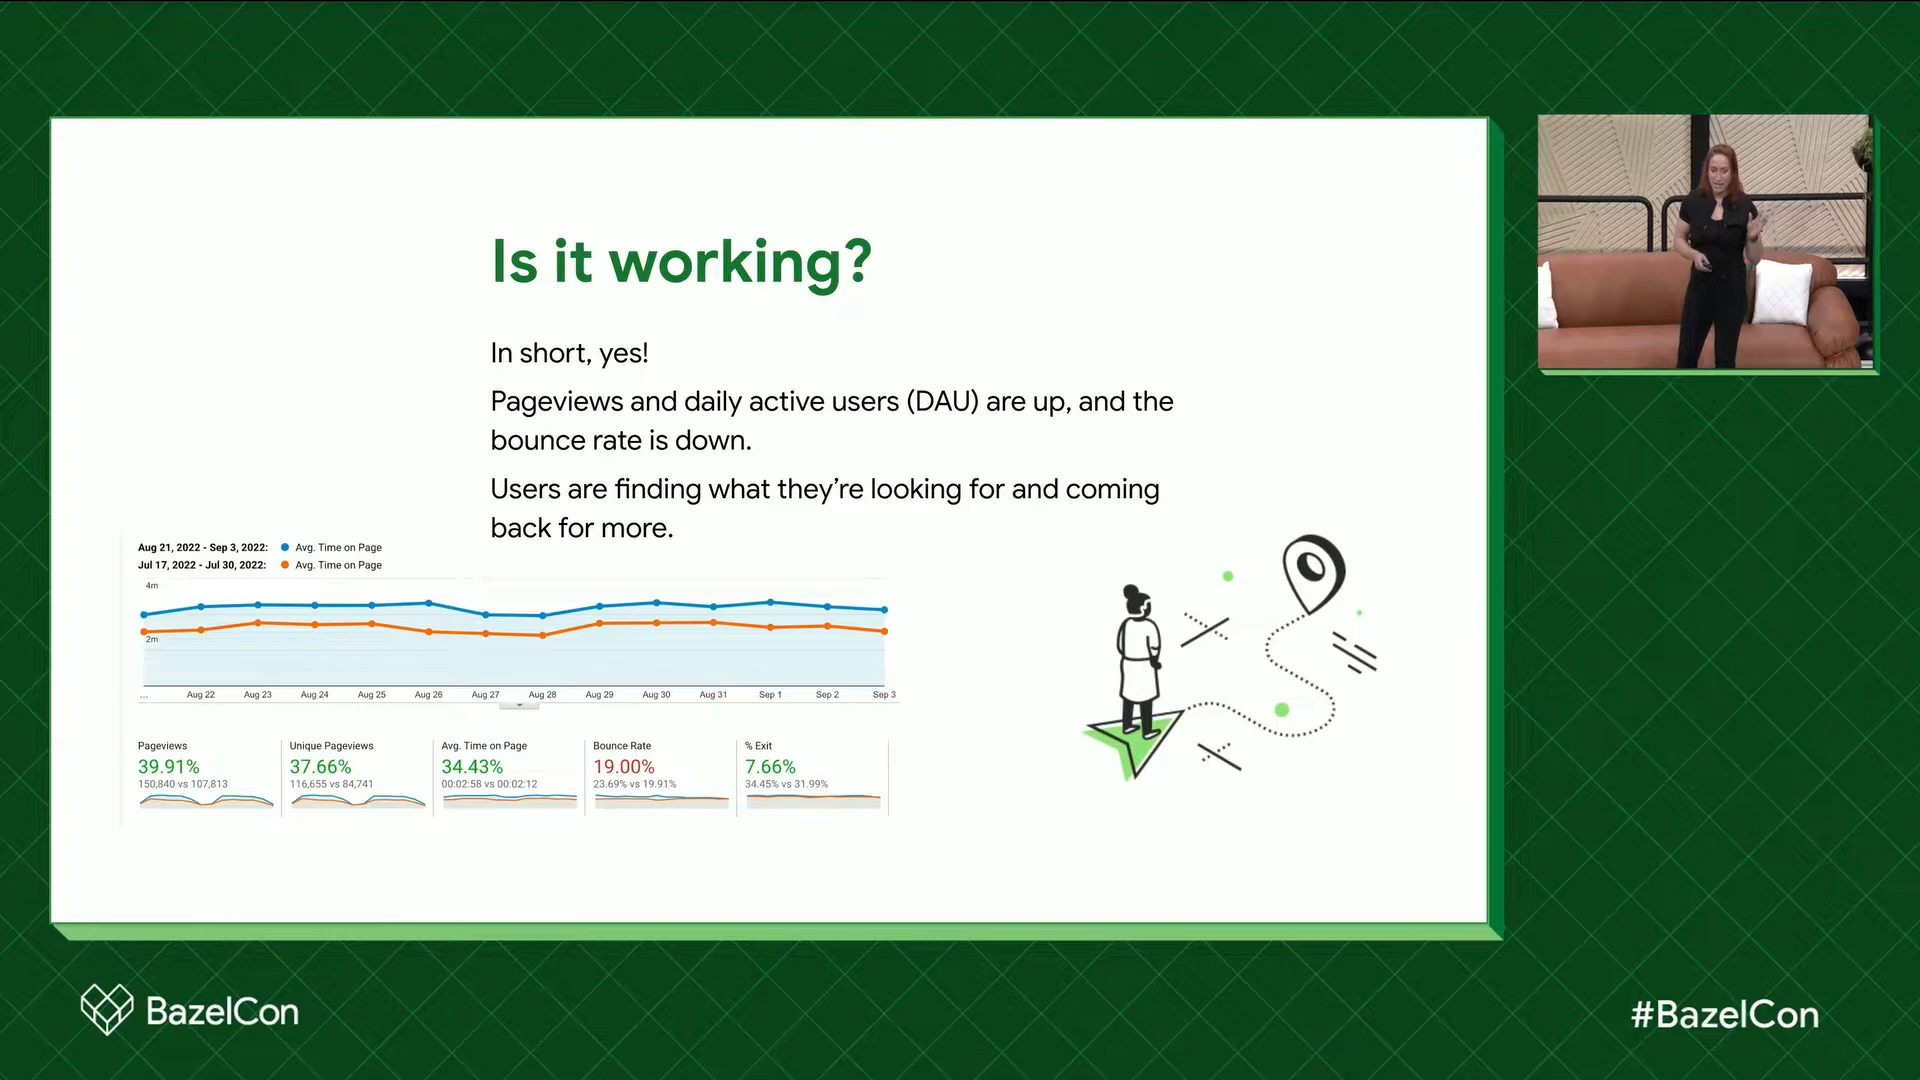 Is it working?
In short, yes!
Pageviews and daily active users (DAU) are up, and the
bounce rate is down.
Users are finding what they’re looking for and coming
back for more.
Aug 21, 2022 - Sep 3, 2022: Avg. Time on Page
Jul 17, 2022 - Jul 30, 2022: Avg. Time on Page
4m
2m
... Aug 22 Aug 23 Aug 24 Aug 25 Aug 26 Aug 27 Aug 28 Aug 29 Aug 30 Aug 31 Sep 1 Sep 2 Sep 3
Pageviews
39.91%
150,840 vs 107,813
Unique Pageviews
37.66%
116,655 vs 84,741
Avg. Time on Page
34.43%
00:02:58 vs 00:02:12
Bounce Rate
19.00%
23.69% vs 19.91%
% Exit
7.66%
34.45% vs 31.99%
BazelCon
#BazelCon